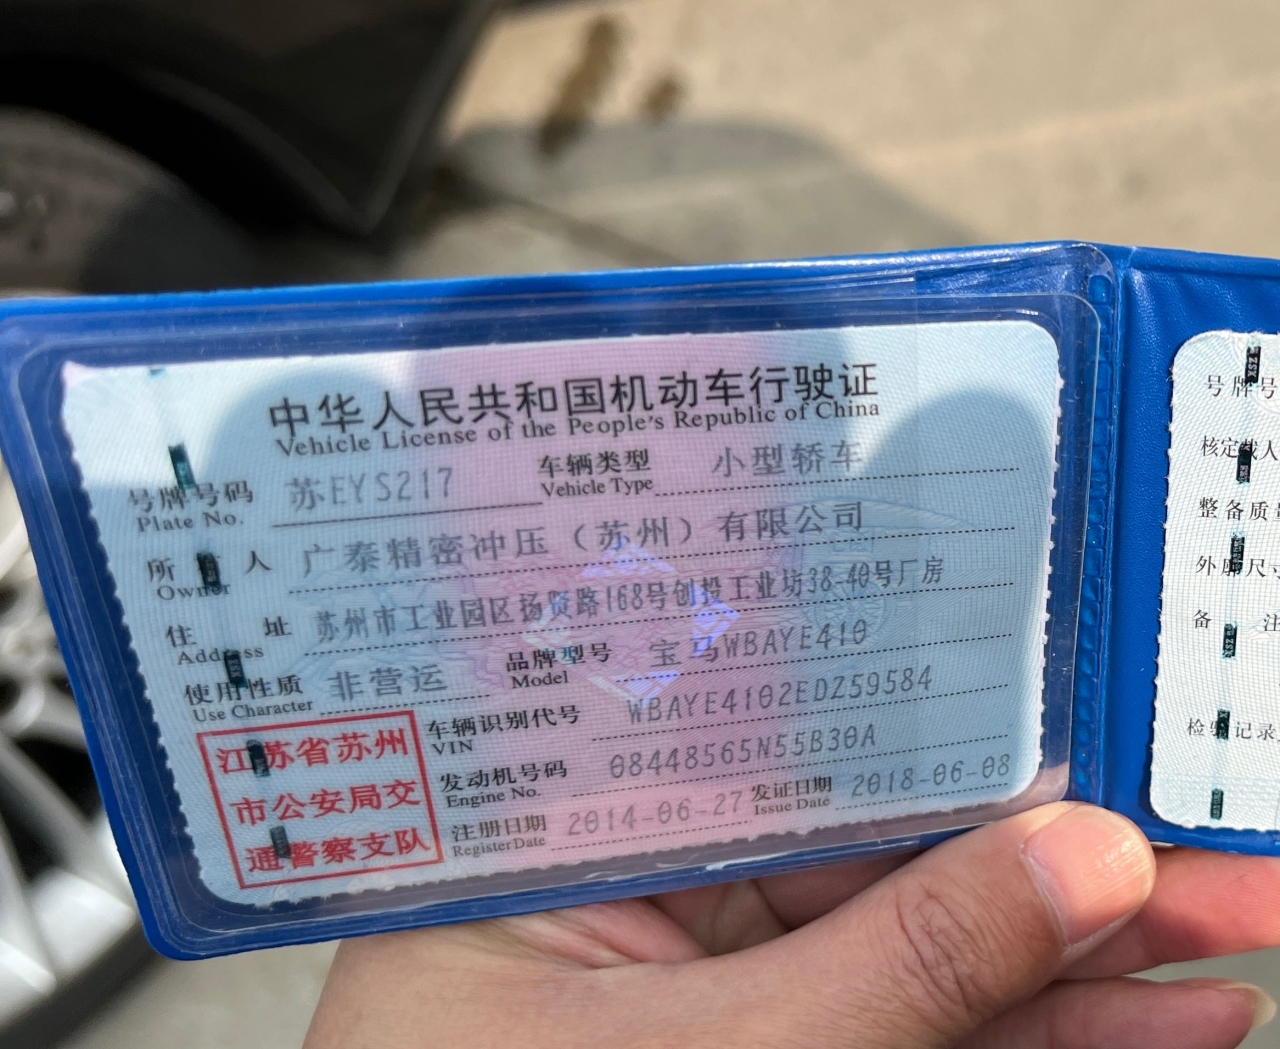 中华人民共和国机动车行驶证
Vehicle License of the People's Republic of China
号牌号码 苏EYS217 车辆类型 小型轿车
Plate No. Vehicle Type
所有人 广泰精密冲压（苏州）有限公司
Owner
住址 苏州市工业园区扬贤路168号创投工业坊38-40号厂房
Address
使用性质 非营运 品牌型号 宝马WBAYE410
Use Character Model
车辆识别代号 WBAYE4102EDZ59584
VIN
发动机号码 08448565N55B30A
Engine No.
注册日期 2014-06-27 发证日期 2018-06-08
Register Date Issue Date
江苏省苏州
市公安局交
通警察支队
号牌号
核定载人
整备质量
外廓尺寸
备 注
检验记录